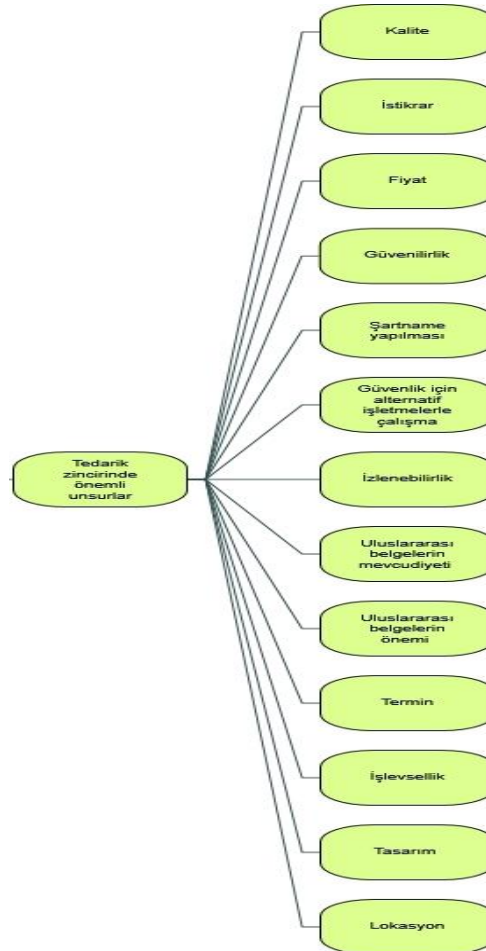 Kalite
İstikrar
Fiyat
Güvenilirlik
Şartname
yapılması
Güvenlik için
alternatif
işletmelerle
çalışma
Tedarik
zincirinde
önemli
unsurlar
İzlenebilirlik
Uluslararası
belgelerin
mevcudiyeti
Uluslararası
belgelerin
önemi
Termin
İşlevsellik
Tasarım
Lokasyon